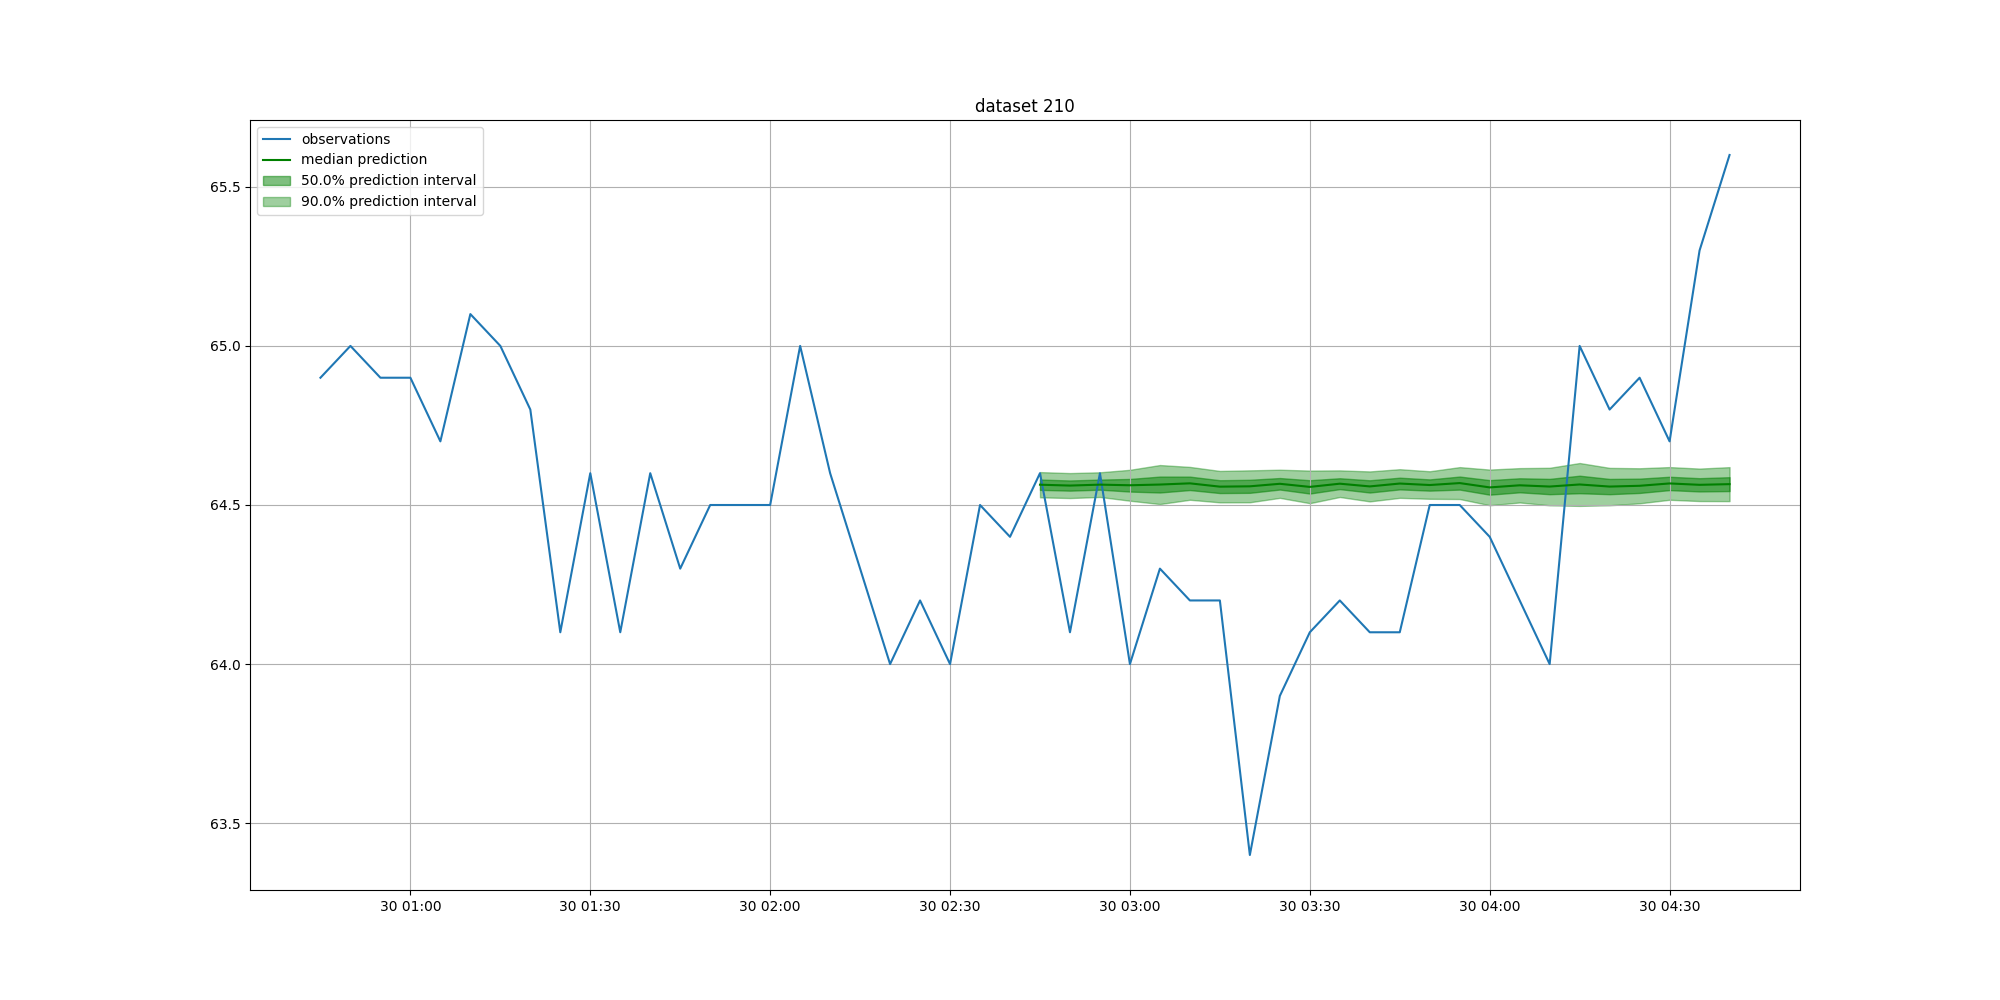 dataset 210
observations
median prediction
50.0% prediction interval
90.0% prediction interval
65.5
65.0
64.5
64.0
63.5
30 01:00 30 01:30 30 02:00 30 02:30 30 03:00 30 03:30 30 04:00 30 04:30